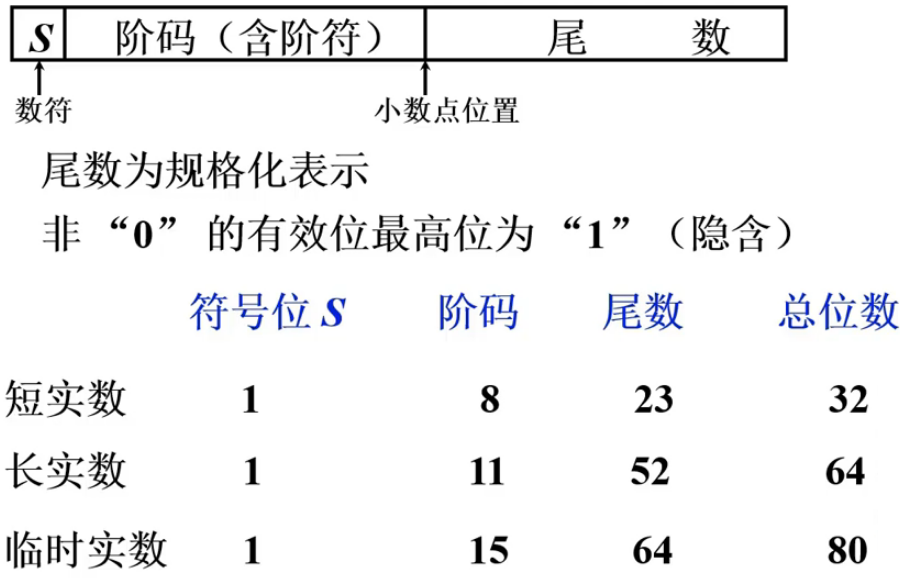 S 阶码（含阶符） 尾 数
数符 小数点位置
尾数为规格化表示
非“0”的有效位最高位为“1”（隐含）
符号位 S 阶码 尾数 总位数
短实数 1 8 23 32
长实数 1 11 52 64
临时实数 1 15 64 80